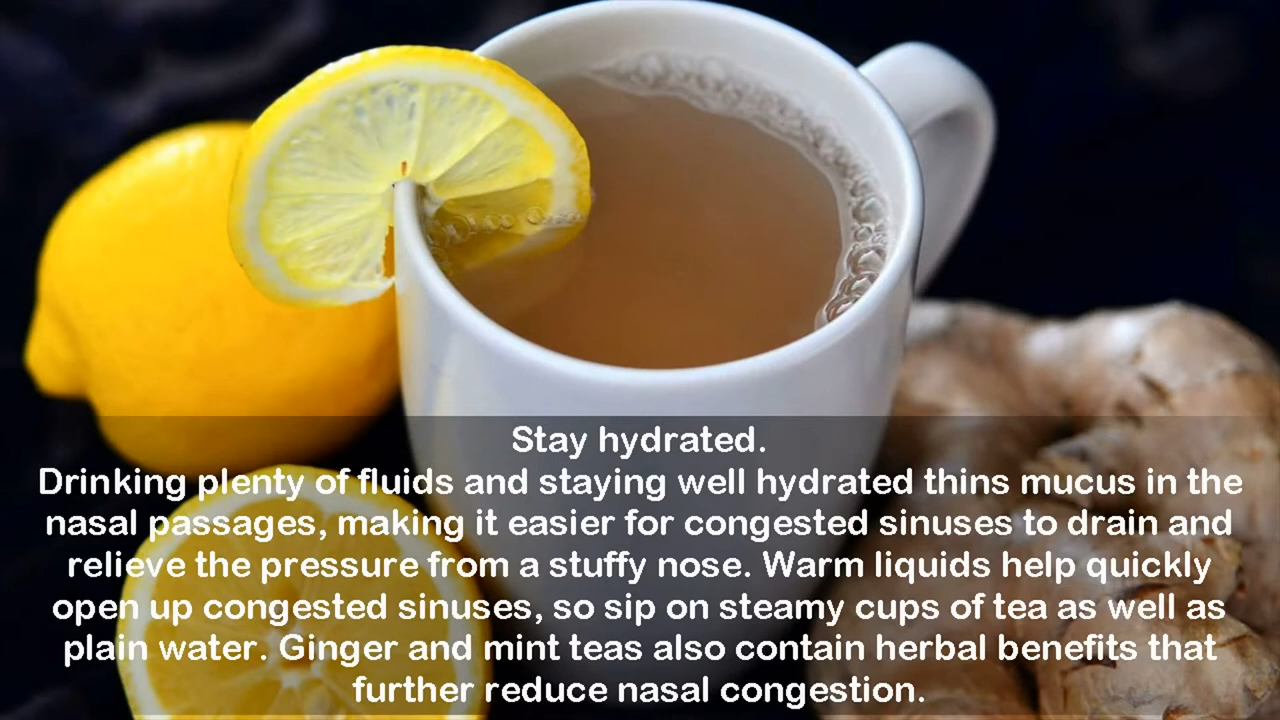 Stay hydrated.
Drinking plenty of fluids and staying well hydrated thins mucus in the
nasal passages, making it easier for congested sinuses to drain and
relieve the pressure from a stuffy nose. Warm liquids help quickly
open up congested sinuses, so sip on steamy cups of tea as well as
plain water. Ginger and mint teas also contain herbal benefits that
further reduce nasal congestion.